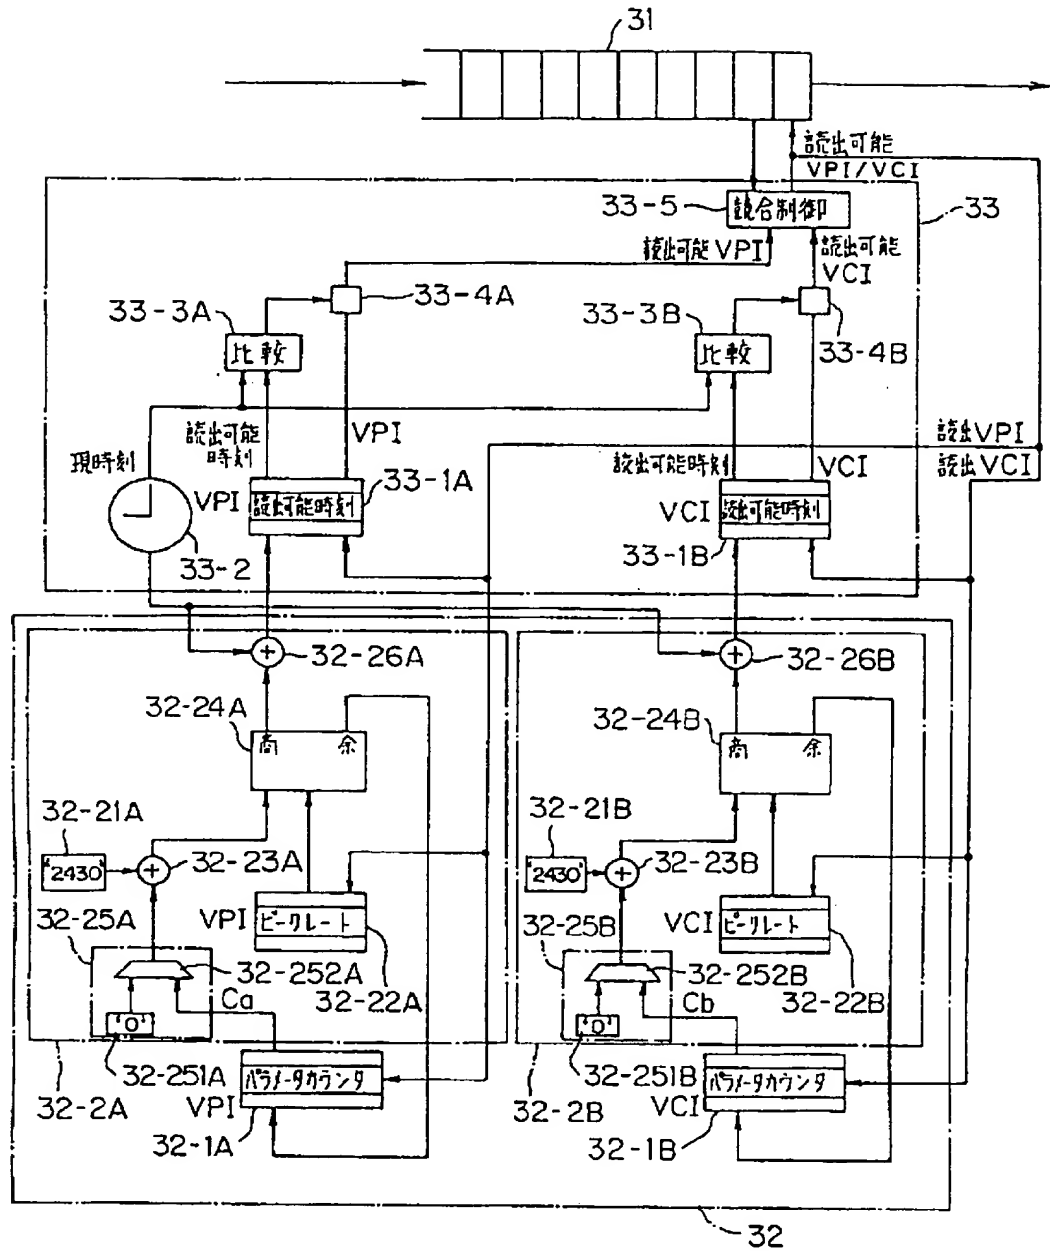 31
読出可能
VPI/VCI
33-5
競合制御
33
読出可能VPI
読出可能
VCI
33-3A
33-4A
33-3B
33-4B
比較
比較
現時刻
読出可能
時刻
VPI
読出可能時刻
VCI
読出VPI
読出VCI
VPI
読出可能時刻
33-1A
VCI
読出可能時刻
33-2
33-1B
32-26A
32-26B
32-24A
商 余
32-24B
商 余
32-21A
32-21B
"2430"
32-23A
"2430"
32-23B
32-25A
VPI
ピークレート
32-25B
VCI
ピークレート
32-252A
32-22A
32-252B
32-22B
Ca
Cb
"0"
"0"
32-251A
パラメータカウンタ
32-251B
パラメータカウンタ
32-2A
VPI
32-2B
VCI
32-1A
32-1B
32